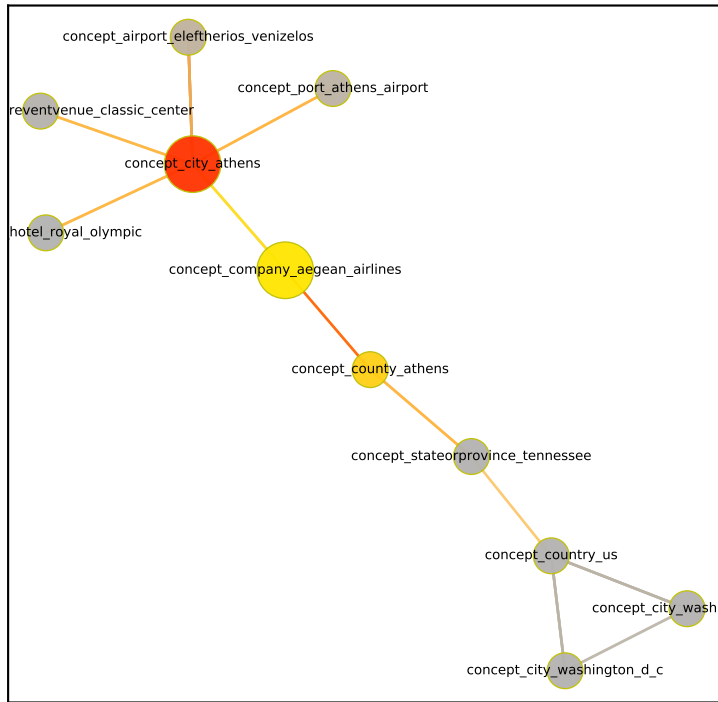 concept_airport_eleftherios_venizelos
concept_port_athens_airport
reventvenue_classic_center
concept_city_athens
hotel_royal_olympic
concept_company_aegean_airlines
concept_county_athens
concept_stateorprovince_tennessee
concept_country_us
concept_city_wash
concept_city_washington_d_c